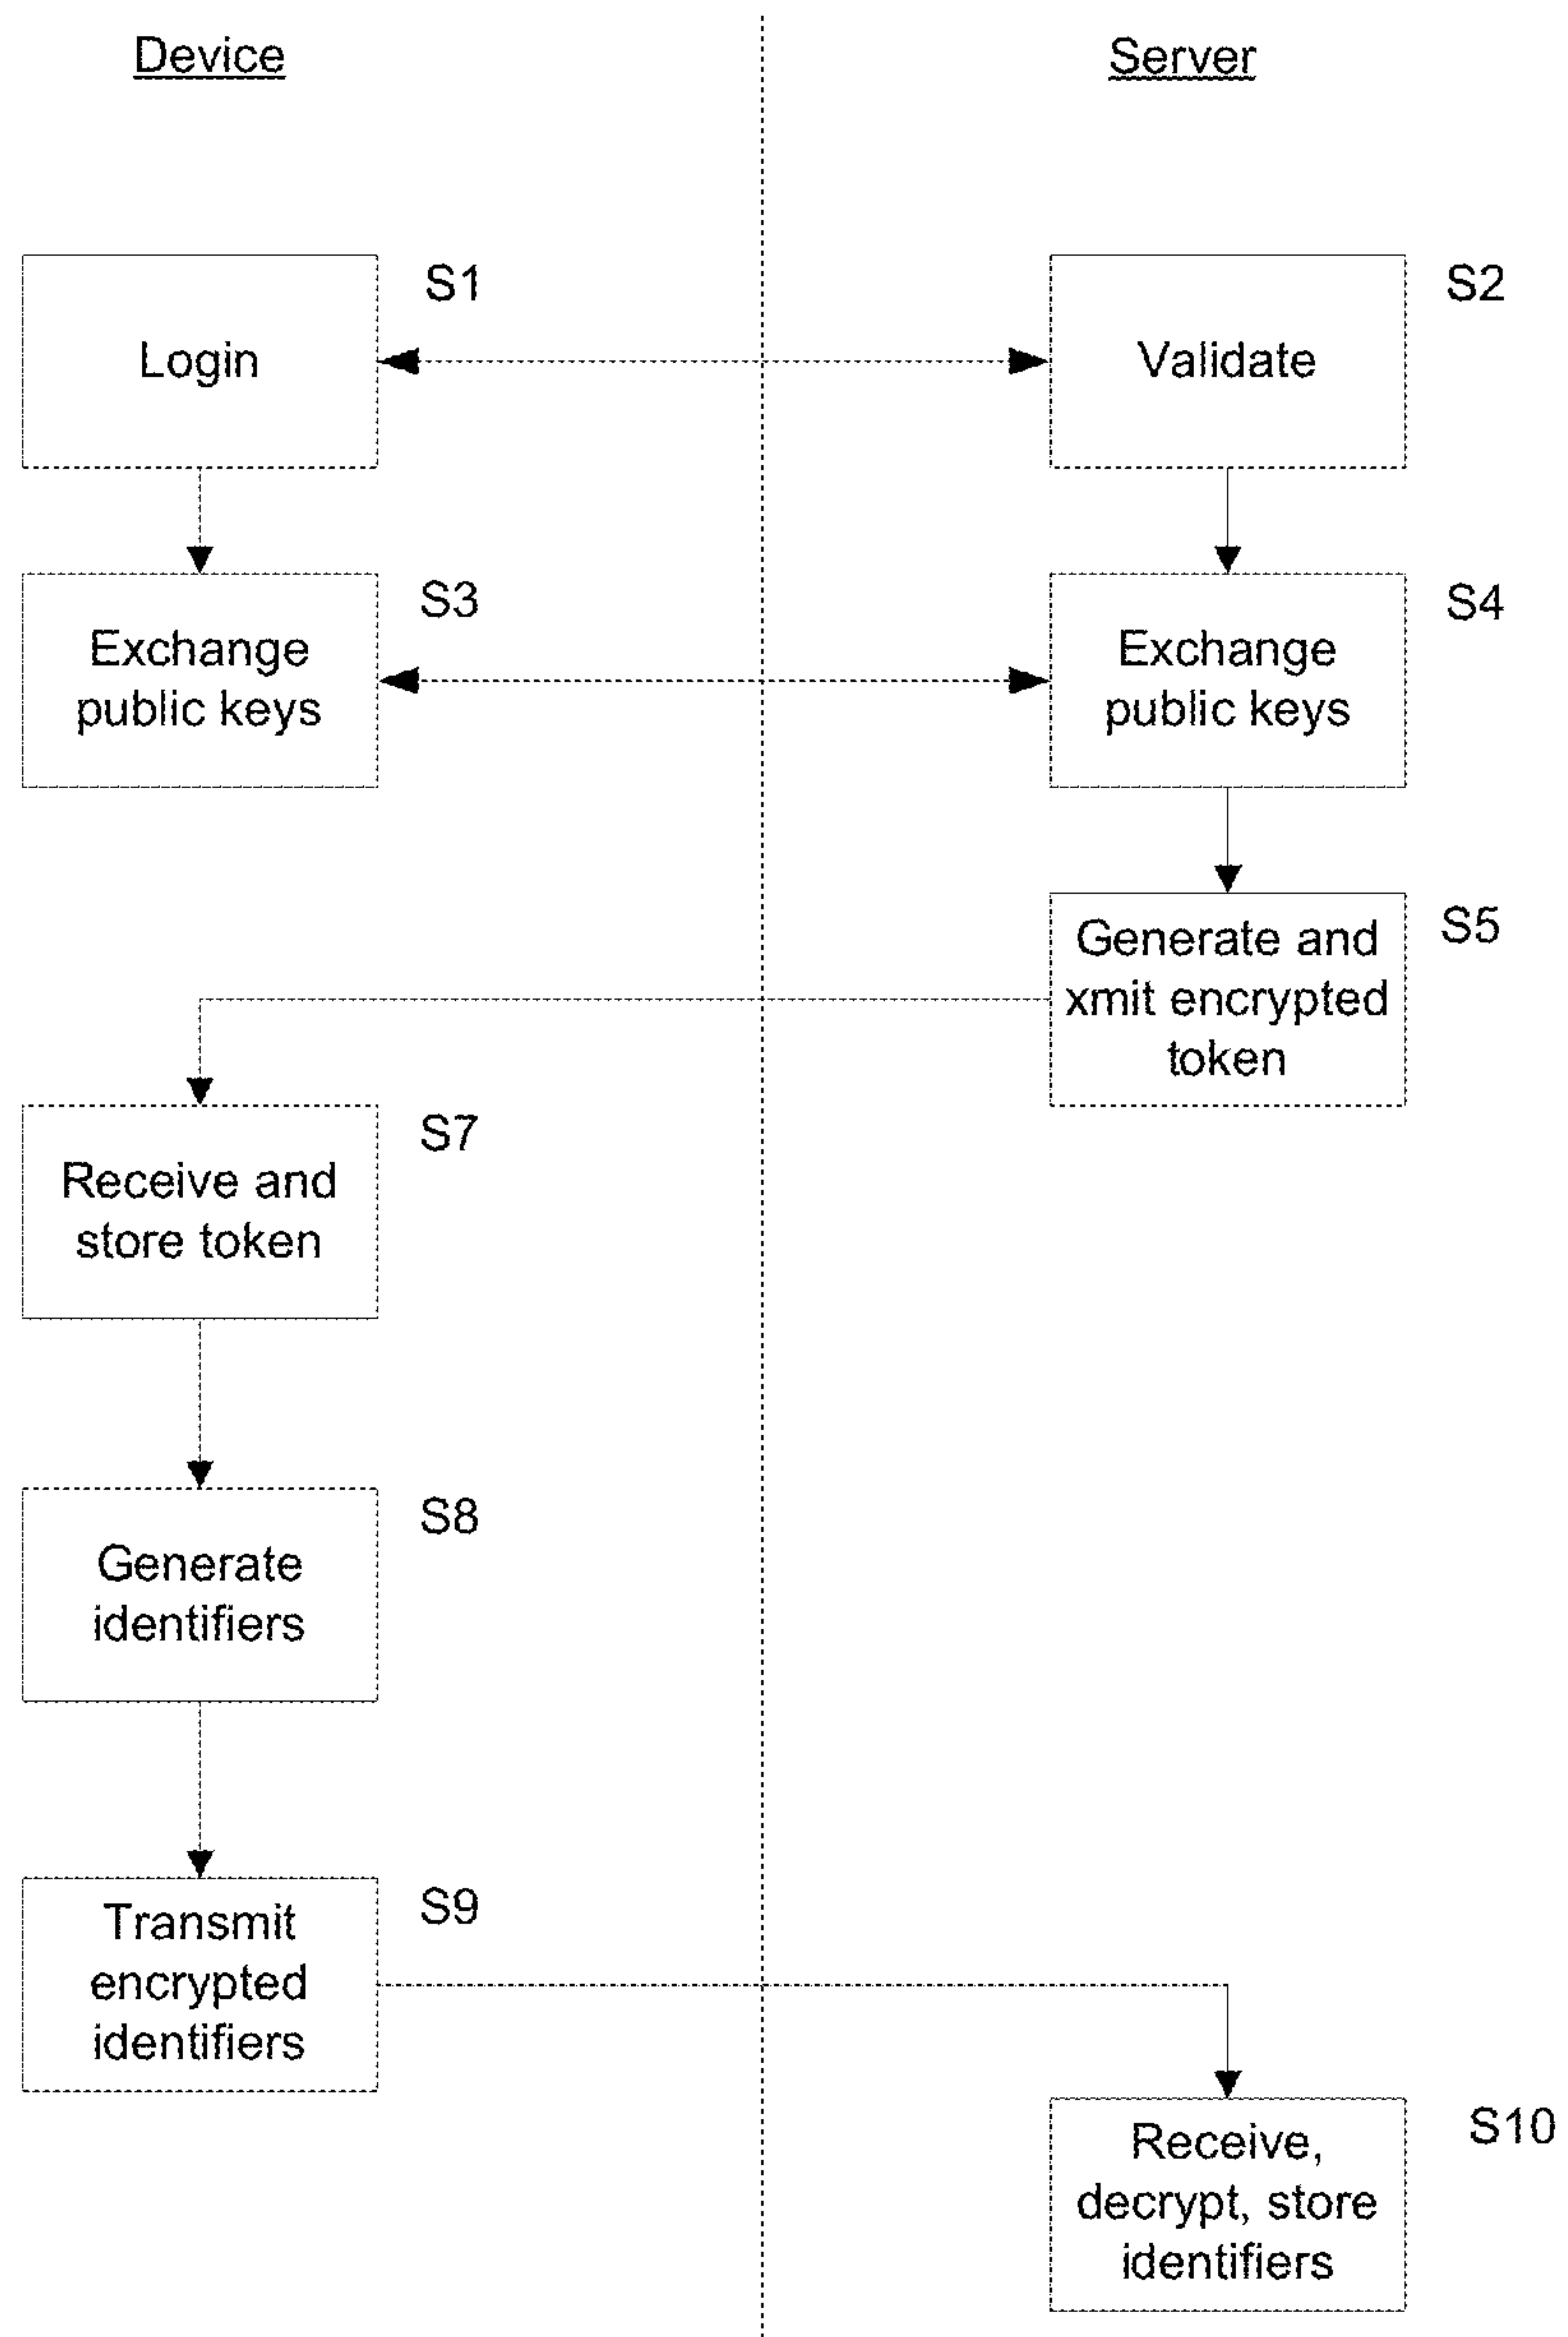 Device
Server
S1
S2
Login
Validate
S3
S4
Exchange
public keys
Exchange
public keys
S5
Generate and
xmit encrypted
token
S7
Receive and
store token
S8
Generate
identifiers
S9
Transmit
encrypted
identifiers
S10
Receive,
decrypt, store
identifiers